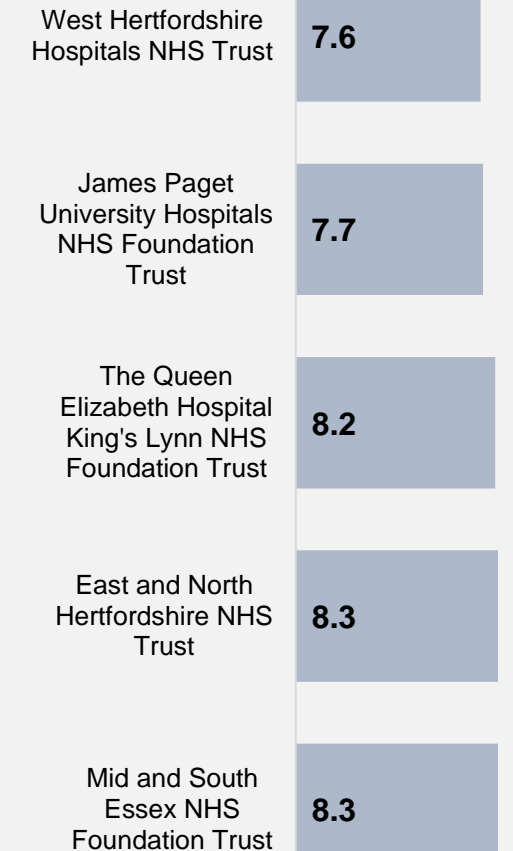 West Hertfordshire
Hospitals NHS Trust
7.6
James Paget
University Hospitals
NHS Foundation
Trust
7.7
The Queen
Elizabeth Hospital
King's Lynn NHS
Foundation Trust
8.2
East and North
Hertfordshire NHS
Trust
8.3
Mid and South
Essex NHS
Foundation Trust
8.3